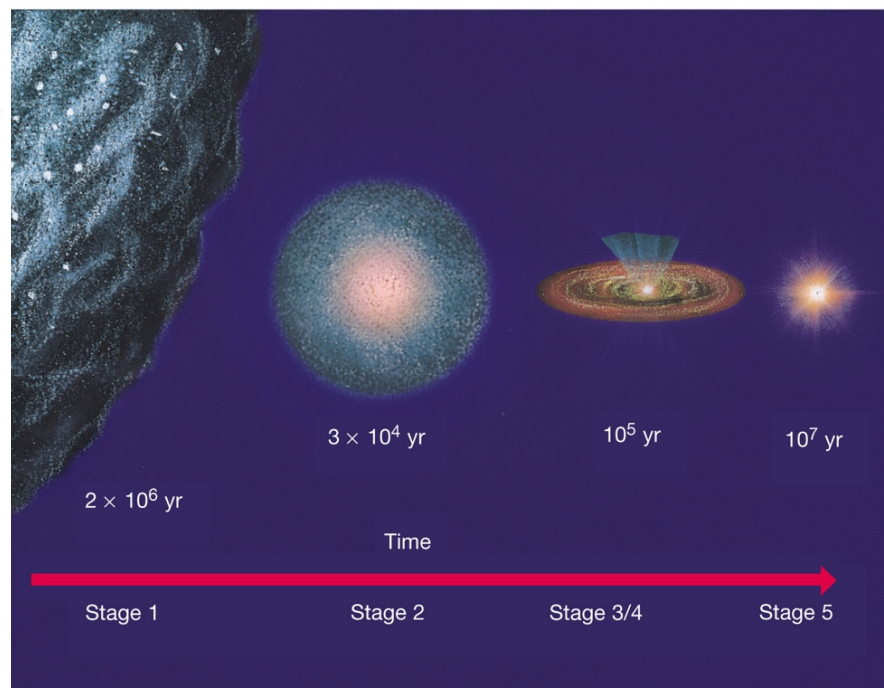 3 × 10⁴ yr
10⁵ yr
10⁷ yr
2 × 10⁶ yr
Time
Stage 1
Stage 2
Stage 3/4
Stage 5